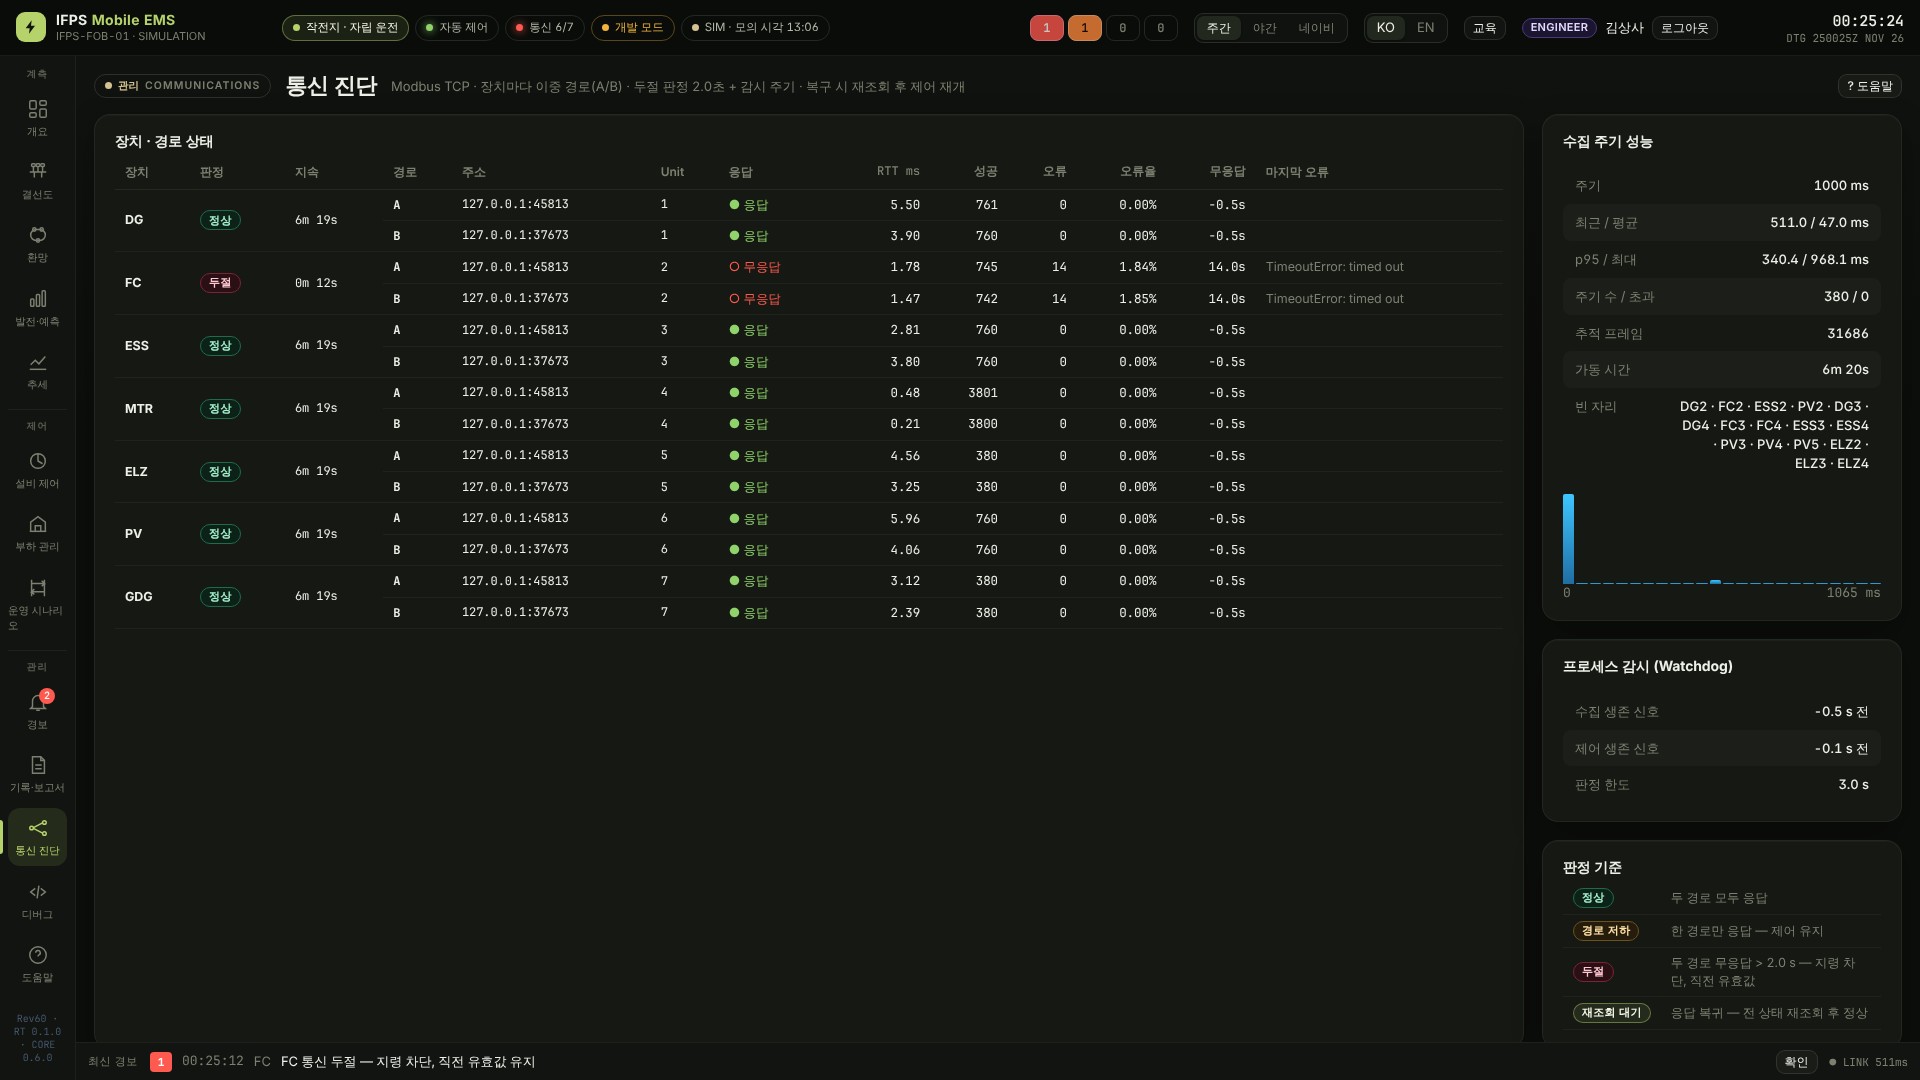 IFPS Mobile EMS
IFPS-FOB-01 · SIMULATION
작전지 · 자립 운전
자동 제어
통신 6/7
개발 모드
SIM · 모의 시각 13:06
1 1 0 0
주간 야간 네이비
KO EN
교육
ENGINEER 김상사 로그아웃
00:25:24
DTG 250025Z NOV 26
계측
개요
결선도
환망
발전·예측
추세
제어
설비 제어
부하 관리
운영 시나리
오
관리
2
경보
기록·보고서
통신 진단
디버그
도움말
Rev60 ·
RT 0.1.0
· CORE
0.6.0
관리 COMMUNICATIONS
통신 진단
Modbus TCP · 장치마다 이중 경로(A/B) · 두절 판정 2.0초 + 감시 주기 · 복구 시 재조회 후 제어 재개
? 도움말
장치 · 경로 상태
장치 판정 지속 경로 주소 Unit 응답 RTT ms 성공 오류 오류율 무응답 마지막 오류
DG 정상 6m 19s
A 127.0.0.1:45813 1 응답 5.50 761 0 0.00% -0.5s
B 127.0.0.1:37673 1 응답 3.90 760 0 0.00% -0.5s
FC 두절 0m 12s
A 127.0.0.1:45813 2 무응답 1.78 745 14 1.84% 14.0s TimeoutError: timed out
B 127.0.0.1:37673 2 무응답 1.47 742 14 1.85% 14.0s TimeoutError: timed out
ESS 정상 6m 19s
A 127.0.0.1:45813 3 응답 2.81 760 0 0.00% -0.5s
B 127.0.0.1:37673 3 응답 3.80 760 0 0.00% -0.5s
MTR 정상 6m 19s
A 127.0.0.1:45813 4 응답 0.48 3801 0 0.00% -0.5s
B 127.0.0.1:37673 4 응답 0.21 3800 0 0.00% -0.5s
ELZ 정상 6m 19s
A 127.0.0.1:45813 5 응답 4.56 380 0 0.00% -0.5s
B 127.0.0.1:37673 5 응답 3.25 380 0 0.00% -0.5s
PV 정상 6m 19s
A 127.0.0.1:45813 6 응답 5.96 760 0 0.00% -0.5s
B 127.0.0.1:37673 6 응답 4.06 760 0 0.00% -0.5s
GDG 정상 6m 19s
A 127.0.0.1:45813 7 응답 3.12 380 0 0.00% -0.5s
B 127.0.0.1:37673 7 응답 2.39 380 0 0.00% -0.5s
수집 주기 성능
주기 1000 ms
최근 / 평균 511.0 / 47.0 ms
p95 / 최대 340.4 / 968.1 ms
주기 수 / 초과 380 / 0
추적 프레임 31686
가동 시간 6m 20s
빈 자리 DG2 · FC2 · ESS2 · PV2 · DG3 ·
DG4 · FC3 · FC4 · ESS3 · ESS4
· PV3 · PV4 · PV5 · ELZ2 ·
ELZ3 · ELZ4
0 1065 ms
프로세스 감시 (Watchdog)
수집 생존 신호 -0.5 s 전
제어 생존 신호 -0.1 s 전
판정 한도 3.0 s
판정 기준
정상 두 경로 모두 응답
경로 저하 한 경로만 응답 — 제어 유지
두절 두 경로 무응답 > 2.0 s — 지령 차
단, 직전 유효값
재조회 대기 응답 복귀 — 전 상태 재조회 후 정상
최신 경보 1 00:25:12 FC FC 통신 두절 — 지령 차단, 직전 유효값 유지
확인 LINK 511ms